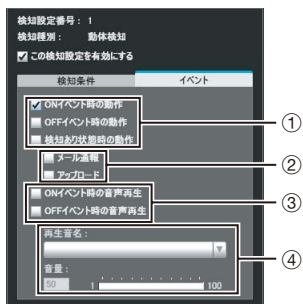 検知設定番号: 1
検知種別: 動体検知
この検知設定を有効にする
検知条件 イベント
ONイベント時の動作
OFFイベント時の動作
検知あり状態時の動作
①
メール通報
アップロード
②
ONイベント時の音声再生
OFFイベント時の音声再生
③
再生音名:
④
音量:
50 1 100